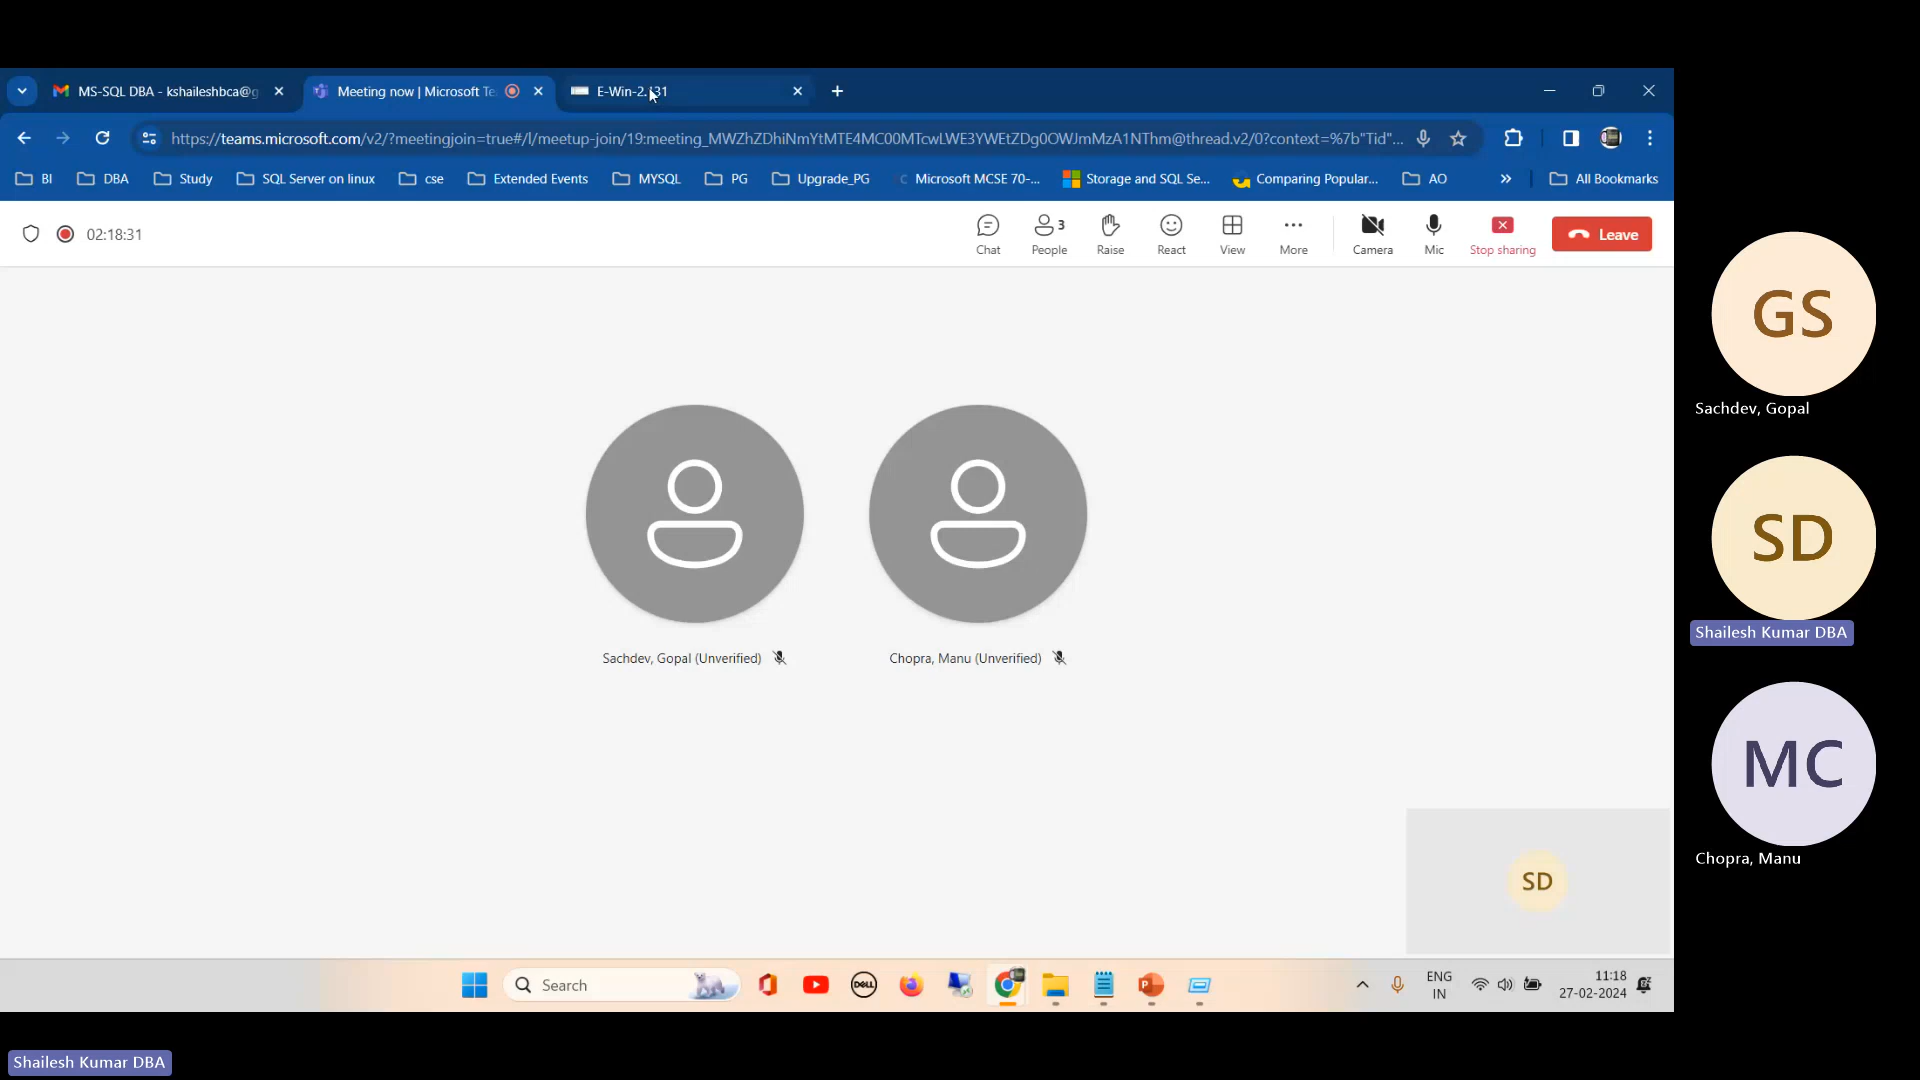 MS-SQL DBA - kshaileshbca@g
Meeting now | Microsoft Te
E-Win-2.131
https://teams.microsoft.com/v2/?meetingjoin=true#/l/meetup-join/19:meeting_MWZhZDhiNmYtMTE4MC00MTcwLWE3YWEtZDg0OWJmMzA1NThm@thread.v2/0?context=%7b"Tid"...
BI
DBA
Study
SQL Server on linux
cse
Extended Events
MYSQL
PG
Upgrade_PG
Microsoft MCSE 70-...
Storage and SQL Se...
Comparing Popular...
AO
»
All Bookmarks
02:18:31
Chat
3
People
Raise
React
View
More
Camera
Mic
Stop sharing
Leave
Sachdev, Gopal (Unverified)
Chopra, Manu (Unverified)
SD
GS
Sachdev, Gopal
SD
Shailesh Kumar DBA
MC
Chopra, Manu
Search
DELL
ENG
IN
11:18
27-02-2024
Shailesh Kumar DBA